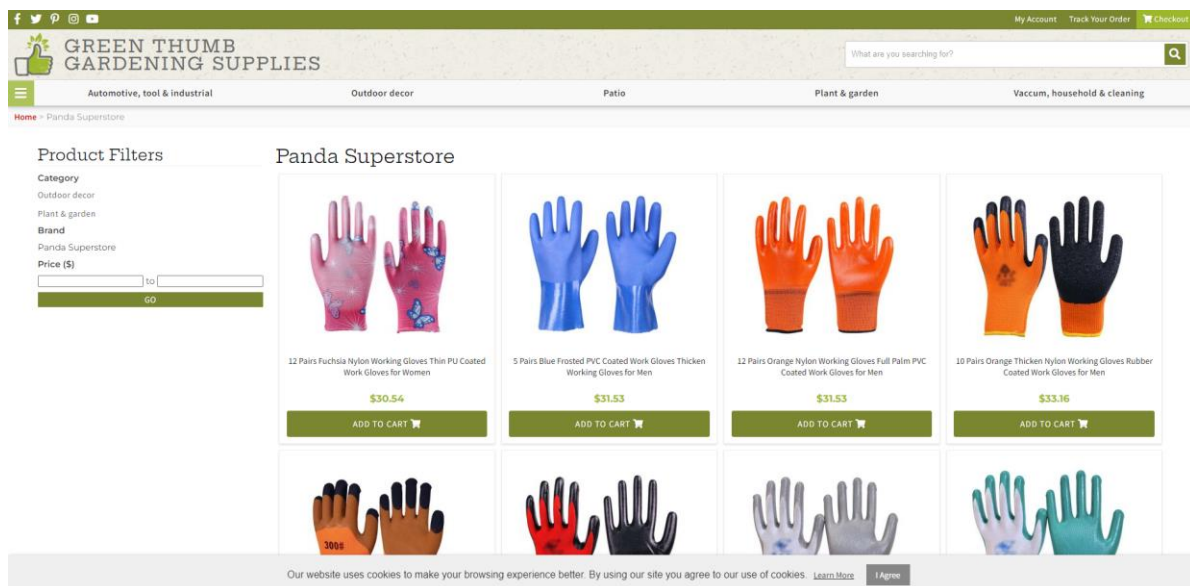 My Account Track Your Order Checkout
GREEN THUMB
GARDENING SUPPLIES
What are you searching for?
Automotive, tool & industrial Outdoor decor Patio Plant & garden Vaccum, household & cleaning
Home > Panda Superstore
Product Filters
Category
Outdoor decor
Plant & garden
Brand
Panda Superstore
Price ($)
to
GO
Panda Superstore
12 Pairs Fuchsia Nylon Working Gloves Thin PU Coated
Work Gloves for Women
$30.54
ADD TO CART
5 Pairs Blue Frosted PVC Coated Work Gloves Thicken
Working Gloves for Men
$31.53
ADD TO CART
12 Pairs Orange Nylon Working Gloves Full Palm PVC
Coated Work Gloves for Men
$31.53
ADD TO CART
10 Pairs Orange Thicken Nylon Working Gloves Rubber
Coated Work Gloves for Men
$33.16
ADD TO CART
300#
Our website uses cookies to make your browsing experience better. By using our site you agree to our use of cookies. Learn More I Agree